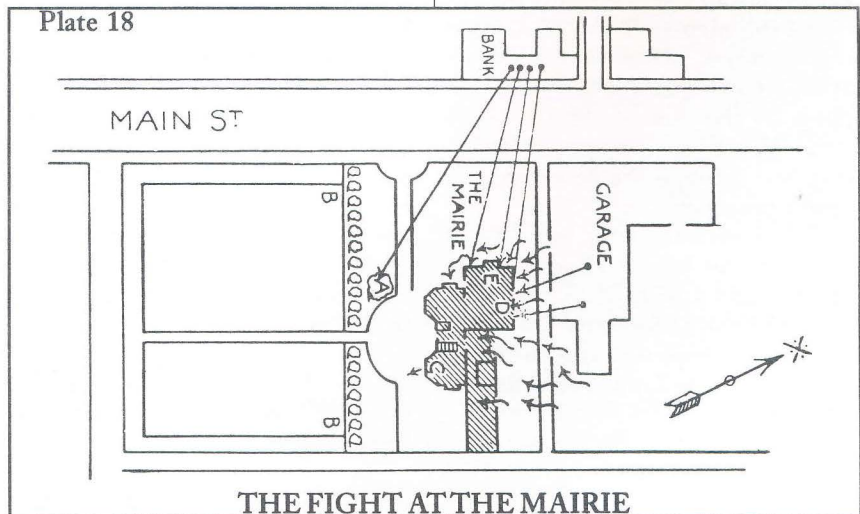 Plate 18
BANK
MAIN ST
THE
MAIRIE
GARAGE
B
A
E
D
C
B
THE FIGHT AT THE MAIRIE